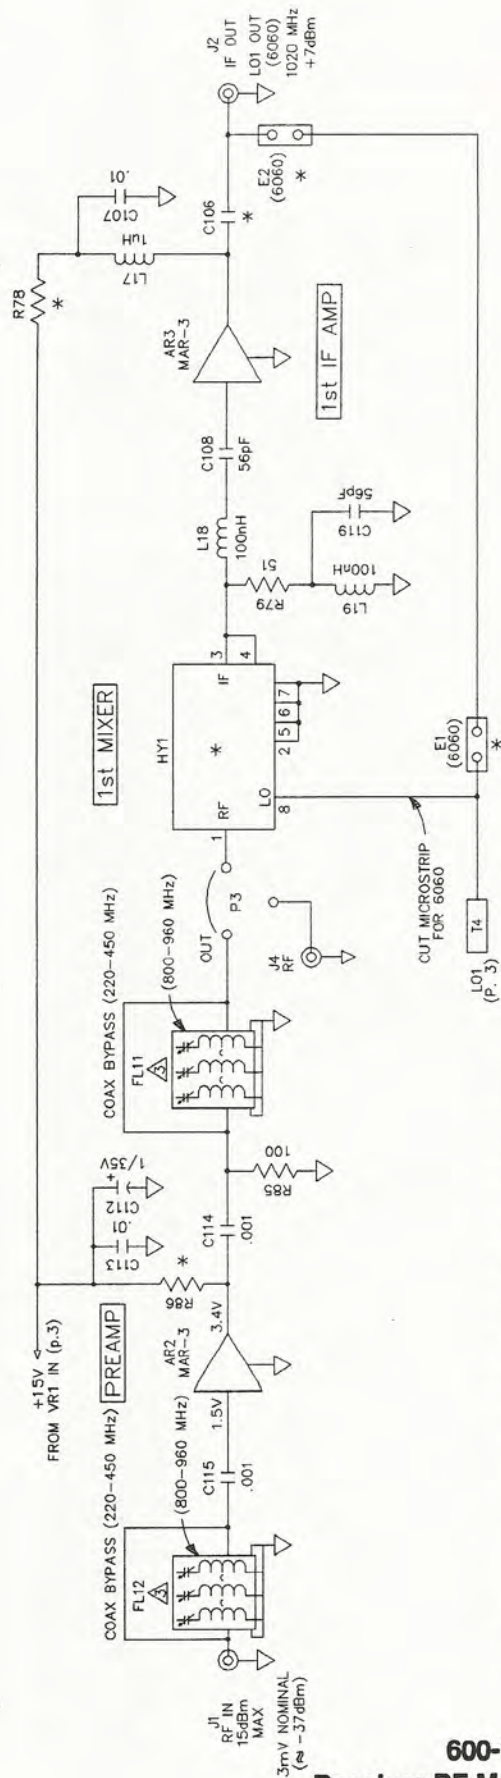 J1
RF IN
15dBm
MAX
3mV NOMINAL
(≈ -37dBm)
COAX BYPASS (220-450 MHz)
FL12
3
(800-960 MHz)
C115
.001
+15V
FROM VR1 IN (p.3)
PREAMP
1.5V
AR2
MAR-3
3.4V
R86
*
C113
.01
C112
1/35V
+
C114
.001
R85
100
COAX BYPASS (220-450 MHz)
FL11
3
(800-960 MHz)
OUT
P3
J4
RF
1st MIXER
1
RF
HY1
*
LO
8
IF
3
4
2
5
6
7
CUT MICROSTRIP
FOR 6060
T4
LO1
(P. 3)
E1
(6060)
*
R79
51
L19
100nH
C119
56pF
L18
100nH
C108
56pF
1st IF AMP
AR3
MAR-3
R78
*
L17
1uH
C107
.01
C106
*
E2
(6060)
*
J2
IF OUT
LO1 OUT
(6060)
1020 MHz
+7dBm
600-